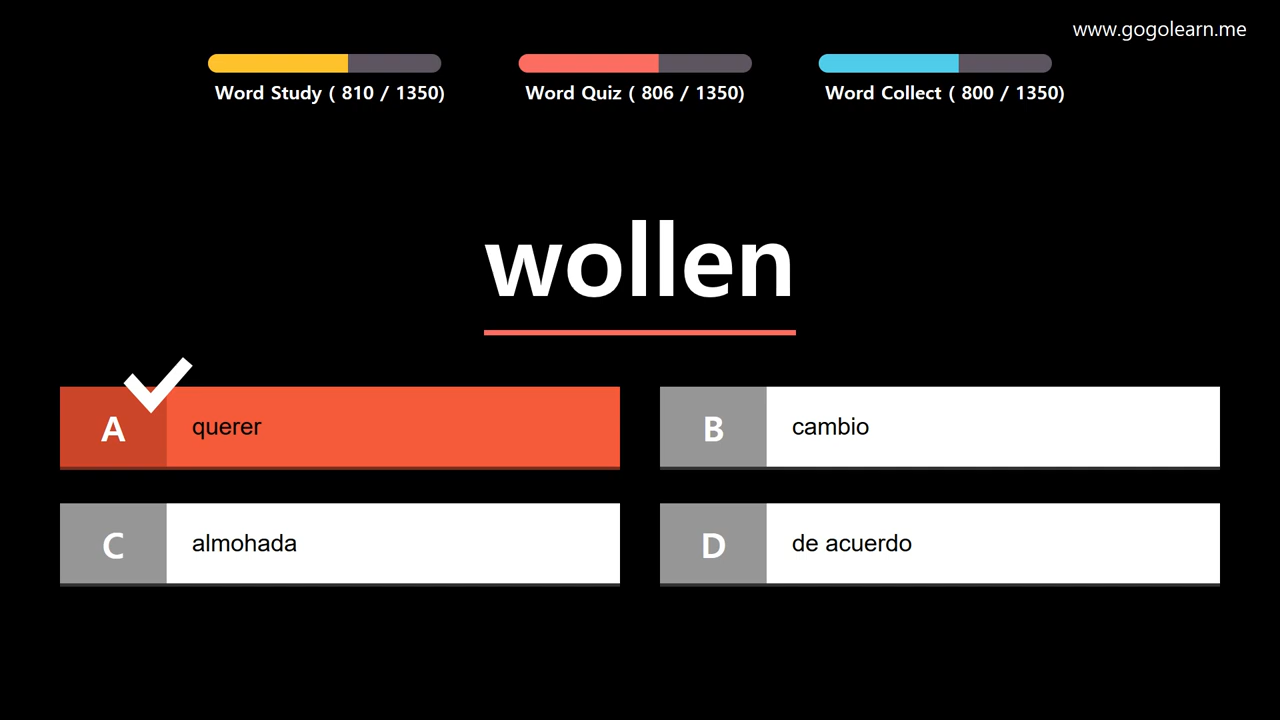 www.gogolearn.me
Word Study ( 810 / 1350)
Word Quiz ( 806 / 1350)
Word Collect ( 800 / 1350)
wollen
A querer
B cambio
C almohada
D de acuerdo